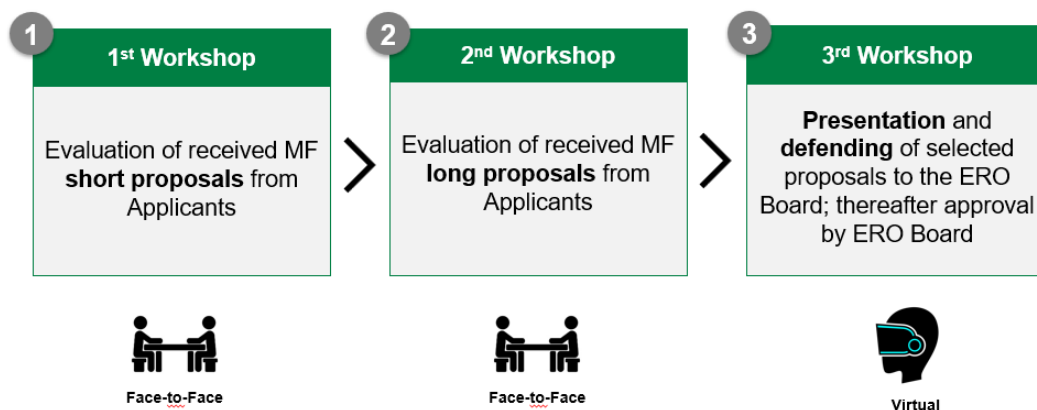 1
1st Workshop
Evaluation of received MF
short proposals from
Applicants
Face-to-Face
2
2nd Workshop
Evaluation of received MF
long proposals from
Applicants
Face-to-Face
3
3rd Workshop
Presentation and
defending of selected
proposals to the ERO
Board; thereafter approval
by ERO Board
Virtual